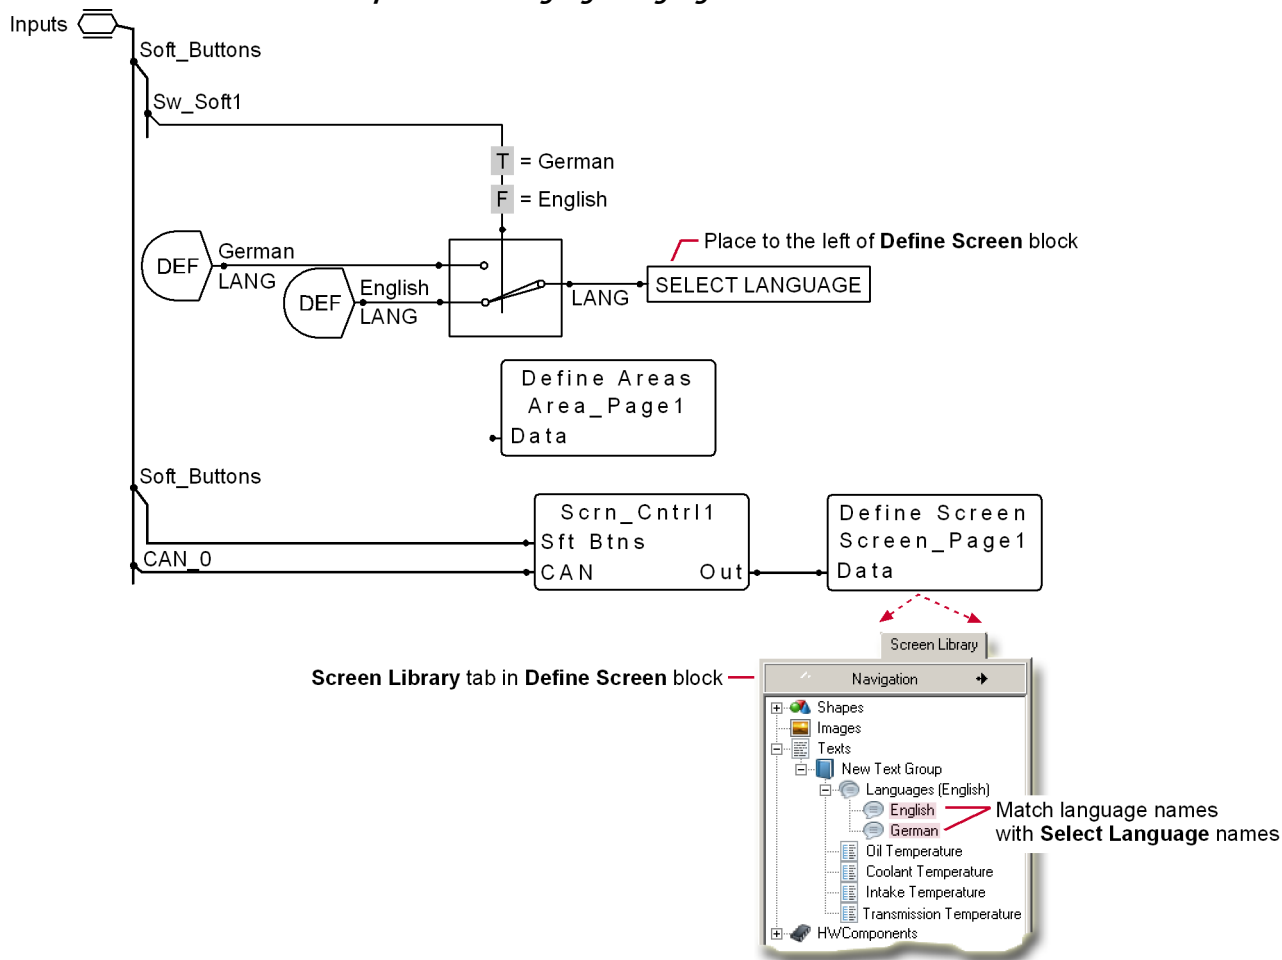 Inputs
Soft_Buttons
Sw_Soft1
T = German
F = English
Place to the left of Define Screen block
DEF
German
LANG
DEF
English
LANG
LANG
SELECT LANGUAGE
Define Areas
Area_Page1
Data
Soft_Buttons
CAN_0
Scrn_Cntrl1
Sft Btns
CAN Out
Define Screen
Screen_Page1
Data
Screen Library
Screen Library tab in Define Screen block
Navigation
Shapes
Images
Texts
New Text Group
Languages (English)
English
German
Match language names
with Select Language names
Oil Temperature
Coolant Temperature
Intake Temperature
Transmission Temperature
HWComponents